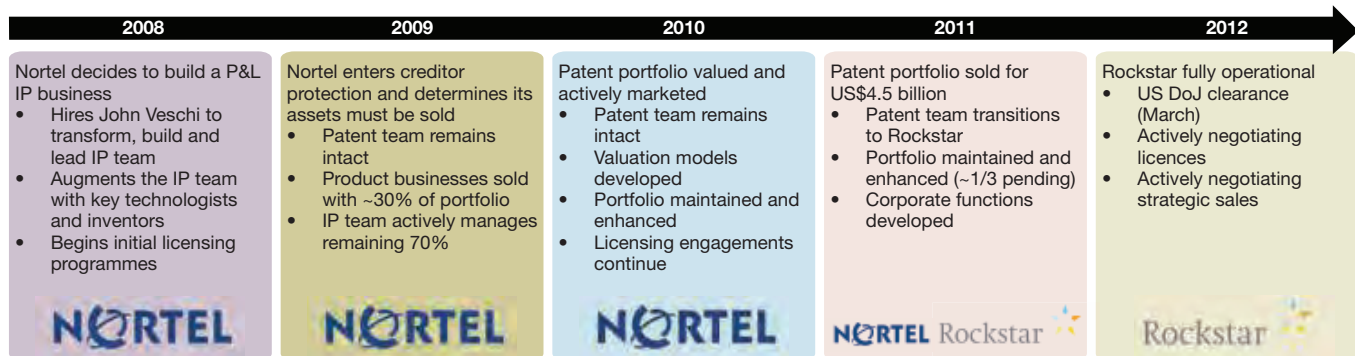 2008
2009
2010
2011
2012
Nortel decides to build a P&L
IP business
• Hires John Veschi to
transform, build and
lead IP team
• Augments the IP team
with key technologists
and inventors
• Begins initial licensing
programmes
NORTEL
Nortel enters creditor
protection and determines its
assets must be sold
• Patent team remains
intact
• Product businesses sold
with ~30% of portfolio
• IP team actively manages
remaining 70%
NORTEL
Patent portfolio valued and
actively marketed
• Patent team remains
intact
• Valuation models
developed
• Portfolio maintained and
enhanced
• Licensing engagements
continue
NORTEL
Patent portfolio sold for
US$4.5 billion
• Patent team transitions
to Rockstar
• Portfolio maintained and
enhanced (~1/3 pending)
• Corporate functions
developed
NORTEL Rockstar
Rockstar fully operational
• US DoJ clearance
(March)
• Actively negotiating
licences
• Actively negotiating
strategic sales
Rockstar